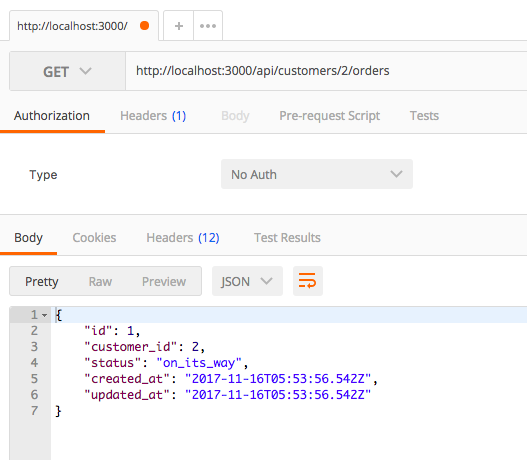 http://localhost:3000/ + •••
GET http://localhost:3000/api/customers/2/orders
Authorization Headers (1) Body Pre-request Script Tests
Type No Auth
Body Cookies Headers (12) Test Results
Pretty Raw Preview JSON
1 {
2 "id": 1,
3 "customer_id": 2,
4 "status": "on_its_way",
5 "created_at": "2017-11-16T05:53:56.542Z",
6 "updated_at": "2017-11-16T05:53:56.542Z"
7 }